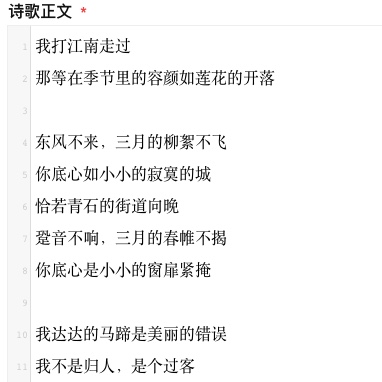 诗歌正文 *
1 我打江南走过
2 那等在季节里的容颜如莲花的开落
3
4 东风不来，三月的柳絮不飞
5 你底心如小小的寂寞的城
6 恰若青石的街道向晚
7 跫音不响，三月的春帷不揭
8 你底心是小小的窗扉紧掩
9
10 我达达的马蹄是美丽的错误
11 我不是归人，是个过客